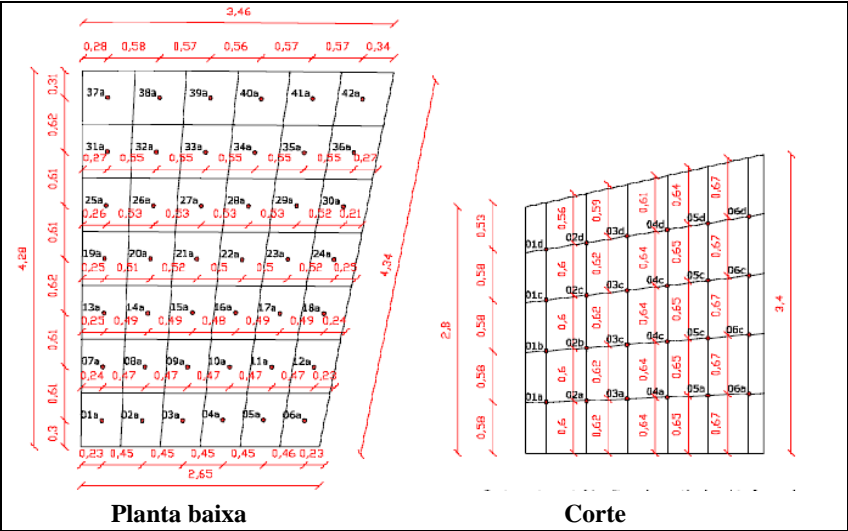 3,46
0,28 0,58 0,57 0,56 0,57 0,57 0,34
0,31
37a 38a 39a 40a 41a 42a
0,62
31a 32a 33a 34a 35a 36a
0,27 0,55 0,55 0,55 0,55 0,55 0,27
0,61
25a 26a 27a 28a 29a 30a
0,26 0,53 0,53 0,53 0,53 0,52 0,21
0,61
4,28
4,34
19a 20a 21a 22a 23a 24a
0,25 0,51 0,52 0,5 0,5 0,52 0,25
0,62
13a 14a 15a 16a 17a 18a
0,25 0,49 0,49 0,48 0,49 0,49 0,24
0,61
07a 08a 09a 10a 11a 12a
0,24 0,47 0,47 0,47 0,47 0,47 0,23
0,61
01a 02a 03a 04a 05a 06a
0,3
0,23 0,45 0,45 0,45 0,45 0,46 0,23
2,65
Planta baixa
0,53 0,56 0,59 0,61 0,64 0,67
01d 02d 03d 04d 05d 06d
0,58 0,6 0,62 0,64 0,65 0,67
01c 02c 03c 04c 05c 06c
2,8
3,4
0,58 0,6 0,62 0,64 0,65 0,67
01b 02b 03c 04c 05c 06c
0,58 0,6 0,62 0,64 0,65 0,67
01a 02a 03a 04a 05a 06a
0,58 0,6 0,62 0,64 0,65 0,67
Corte